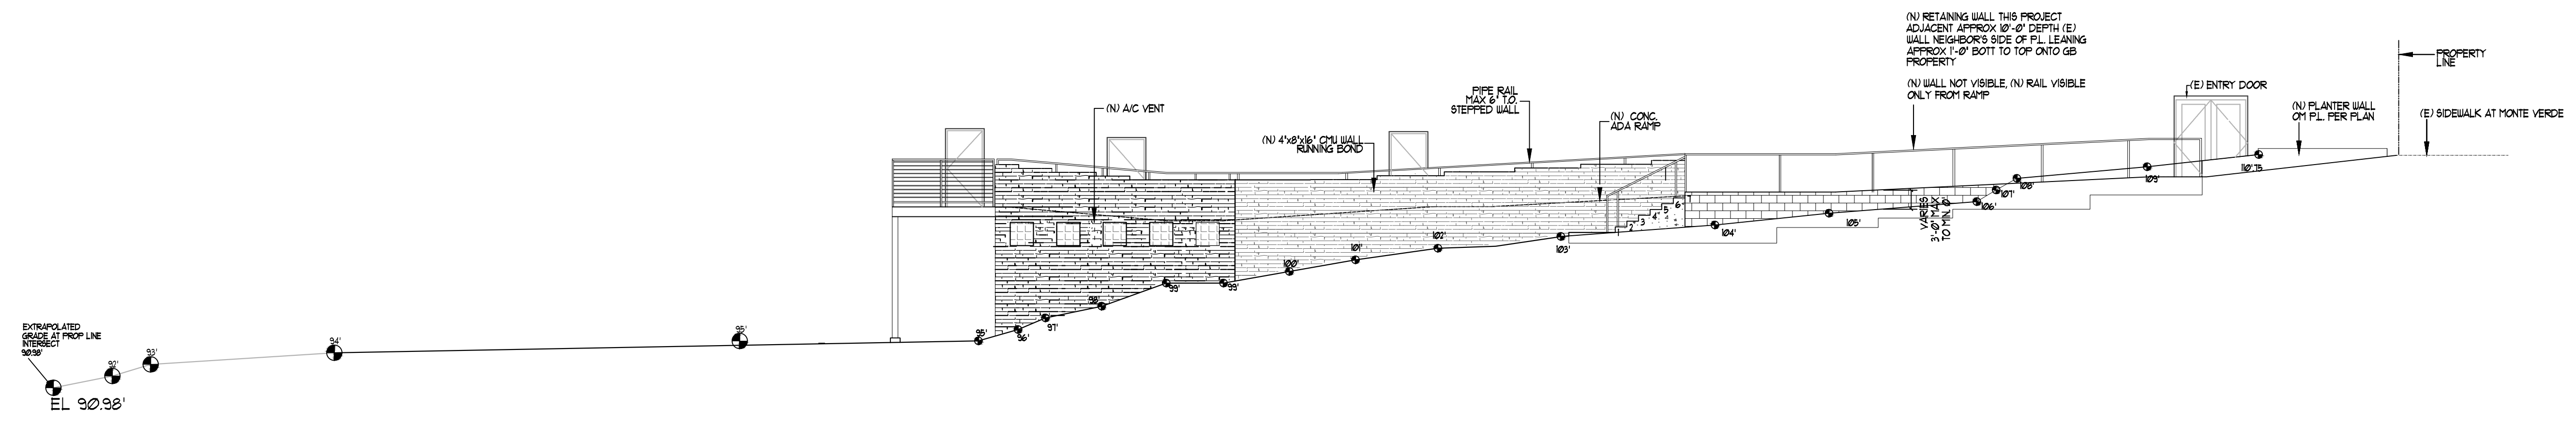 (N) RETAINING WALL THIS PROJECT
ADJACENT APPROX 10'-0" DEPTH (E)
WALL NEIGHBOR'S SIDE OF P.L. LEANING
APPROX 1'-0" BOTT TO TOP ONTO GB
PROPERTY
(N) WALL NOT VISIBLE, (N) RAIL VISIBLE
ONLY FROM RAMP
PROPERTY
LINE
(E) ENTRY DOOR
(N) PLANTER WALL
OM P.L. PER PLAN
(E) SIDEWALK AT MONTE VERDE
PIPE RAIL
MAX 6" T.O.
STEPPED WALL
(N) A/C VENT
(N) CONC.
ADA RAMP
(N) 4"x8"x16" CMU WALL
RUNNING BOND
VARIES
3'-0" MAX
TO MIN. 0"
1
2
3
4
5
6
EXTRAPOLATED
GRADE AT PROP LINE
INTERSECT
90.98'
EL 90.98'
93'
94'
95'
95'
96'
97'
98'
99'
99'
100'
101'
102'
103'
104'
105'
106'
107'
108'
109'
110'.75